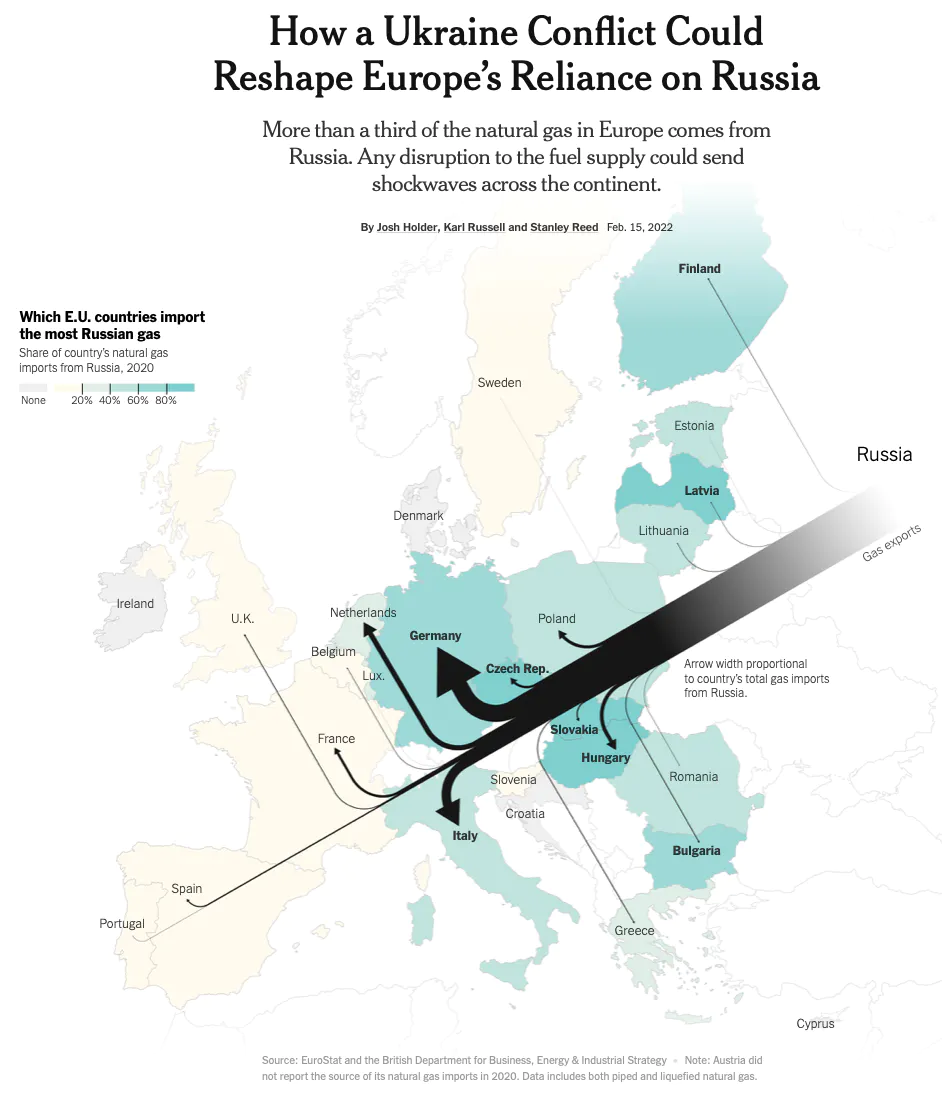 How a Ukraine Conflict Could
Reshape Europe’s Reliance on Russia
More than a third of the natural gas in Europe comes from
Russia. Any disruption to the fuel supply could send
shockwaves across the continent.
By Josh Holder, Karl Russell and Stanley Reed Feb. 15, 2022
Which E.U. countries import
the most Russian gas
Share of country’s natural gas
imports from Russia, 2020
None 20% 40% 60% 80%
Finland
Sweden
Estonia
Russia
Latvia
Denmark
Lithuania
Gas exports
Ireland
Netherlands
U.K.
Poland
Germany
Belgium
Czech Rep.
Arrow width proportional
to country’s total gas imports
from Russia.
Lux.
Slovakia
France
Hungary
Slovenia
Romania
Croatia
Italy
Bulgaria
Spain
Portugal
Greece
Cyprus
Source: EuroStat and the British Department for Business, Energy & Industrial Strategy • Note: Austria did
not report the source of its natural gas imports in 2020. Data includes both piped and liquefied natural gas.